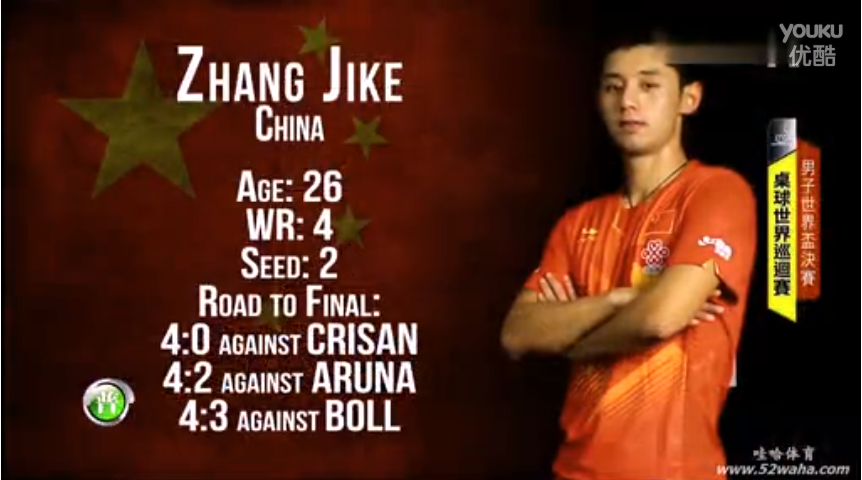 ZHANG JIKE
CHINA
AGE: 26
WR: 4
SEED: 2
ROAD TO FINAL:
4:0 AGAINST CRISAN
4:2 AGAINST ARUNA
4:3 AGAINST BOLL
YOUKU
优酷
男子世界盃決賽
桌球世界巡迴賽
哇哈体育
www.52waha.com